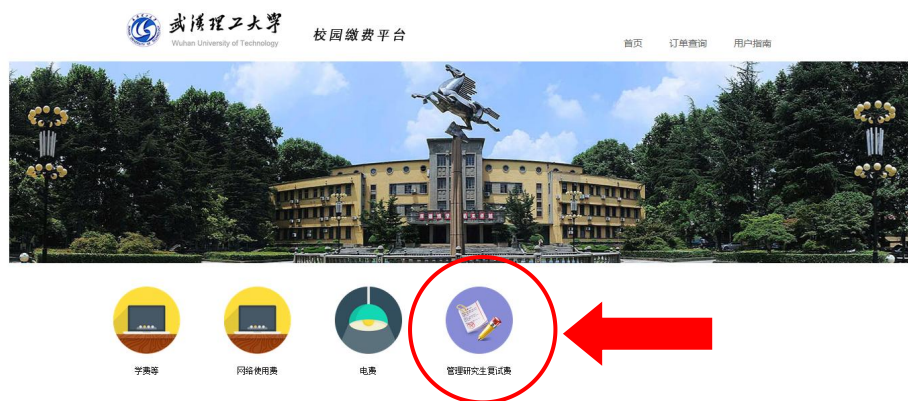 武汉理工大学
Wuhan University of Technology
校园缴费平台
首页 订单查询 用户指南
学费等 网络使用费 电费 管理研究生复试费